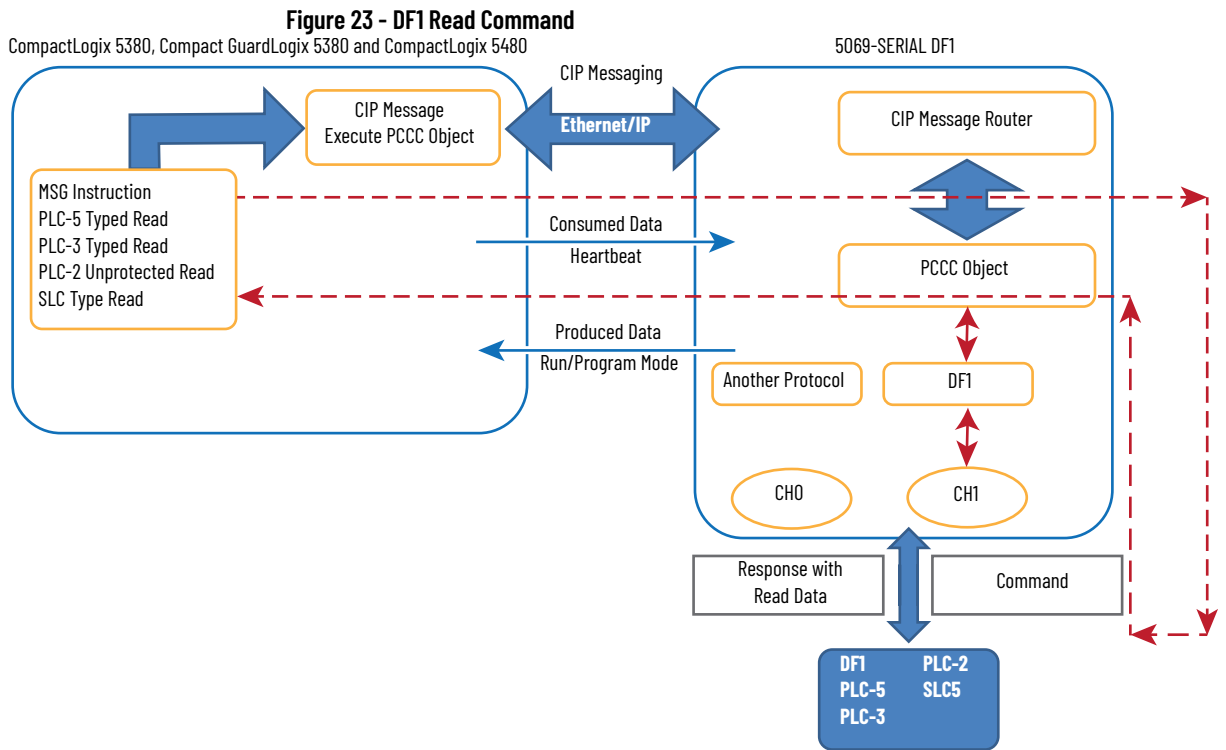 Figure 23 - DF1 Read Command
CompactLogix 5380, Compact GuardLogix 5380 and CompactLogix 5480
5069-SERIAL DF1
CIP Messaging
CIP Message
Execute PCCC Object
Ethernet/IP
CIP Message Router
MSG Instruction
PLC-5 Typed Read
PLC-3 Typed Read
PLC-2 Unprotected Read
SLC Type Read
Consumed Data
Heartbeat
PCCC Object
Produced Data
Run/Program Mode
Another Protocol
DF1
CH0
CH1
Response with
Read Data
Command
DF1
PLC-5
PLC-3
PLC-2
SLC5